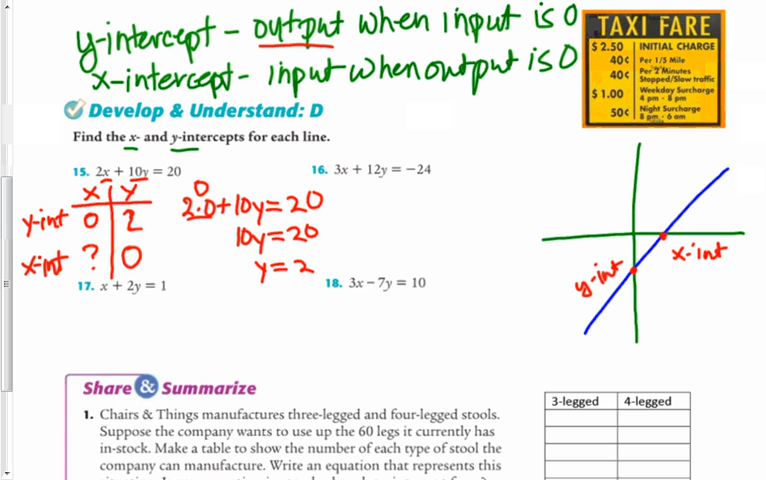 y-intercept - output when input is 0
x-intercept - input when output is 0
TAXI FARE
$ 2.50 INITIAL CHARGE
40¢ Per 1/5 Mile
40¢ Per 2 Minutes
Stopped/Slow traffic
$ 1.00 Weekday Surcharge
4 pm - 8 pm
50¢ Night Surcharge
8 pm - 6 am
Develop & Understand: D
Find the x- and y-intercepts for each line.
15. 2x + 10y = 20
16. 3x + 12y = −24
x y
y-int 0 2
x-int ? 0
0
2·0+10y=20
10y=20
y=2
x-int
y-int
17. x + 2y = 1
18. 3x − 7y = 10
Share & Summarize
3-legged 4-legged
1. Chairs & Things manufactures three-legged and four-legged stools.
Suppose the company wants to use up the 60 legs it currently has
in-stock. Make a table to show the number of each type of stool the
company can manufacture. Write an equation that represents this